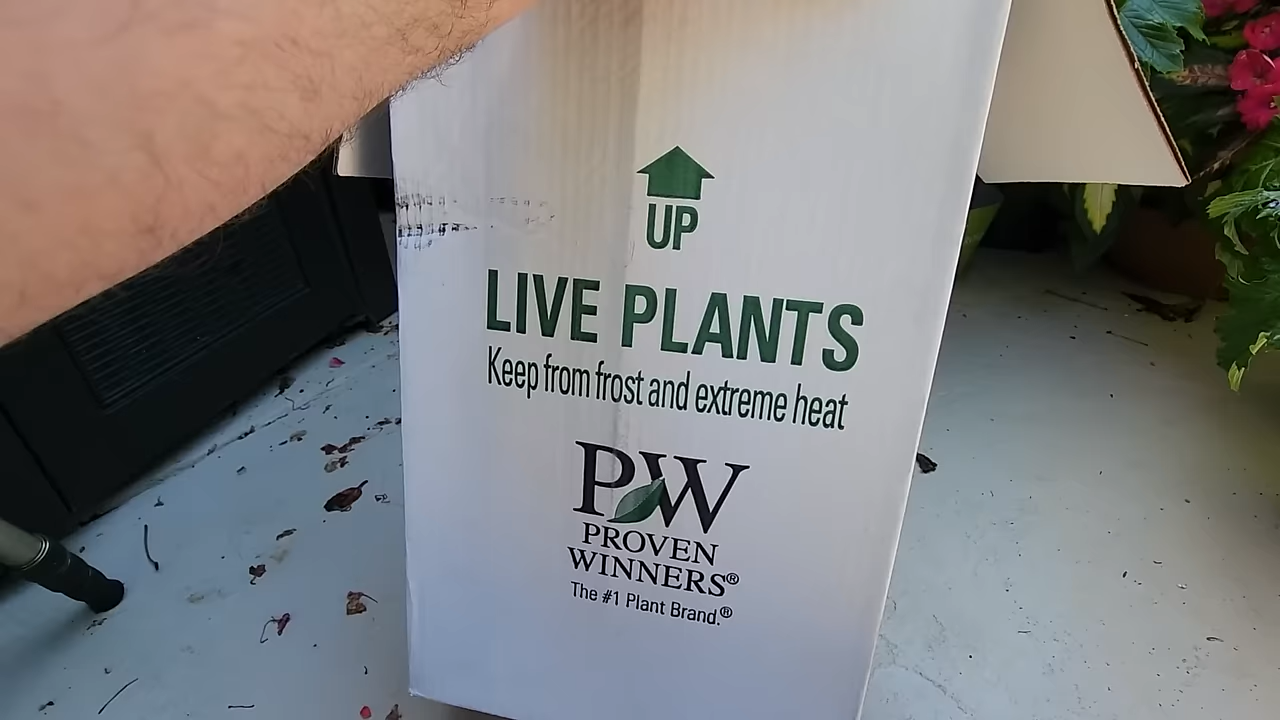 UP
LIVE PLANTS
Keep from frost and extreme heat
PW
PROVEN
WINNERS®
The #1 Plant Brand.®